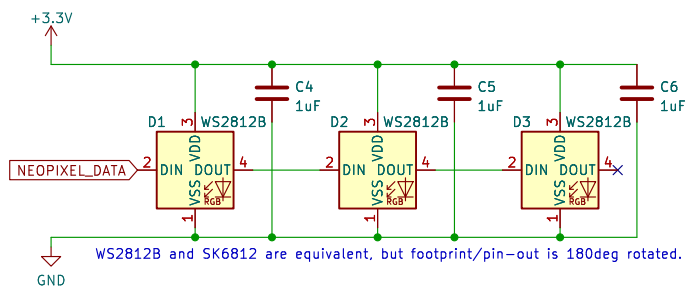 +3.3V
C4
1uF
C5
1uF
C6
1uF
D1
WS2812B
D2
WS2812B
D3
WS2812B
3
3
3
VDD
VDD
VDD
NEOPIXEL_DATA
2
DIN
DOUT
4
2
DIN
DOUT
4
2
DIN
DOUT
4
VSS
RGB
VSS
RGB
VSS
RGB
1
1
1
WS2812B and SK6812 are equivalent, but footprint/pin-out is 180deg rotated.
GND